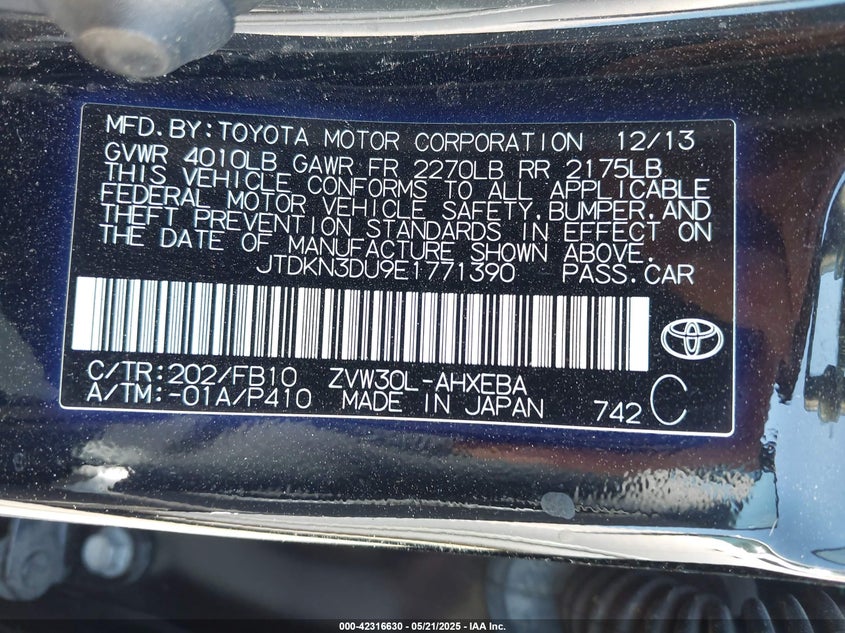 MFD.BY:TOYOTA MOTOR CORPORATION 12/13
GVWR 4010LB GAWR FR 2270LB RR 2175LB
THIS VEHICLE CONFORMS TO ALL APPLICABLE
FEDERAL MOTOR VEHICLE SAFETY,BUMPER,AND
THEFT PREVENTION STANDARDS IN EFFECT ON
THE DATE OF MANUFACTURE SHOWN ABOVE.
JTDKN3DU9E1771390 PASS.CAR
C/TR:202/FB10 ZVW30L-AHXEBA
A/TM:-01A/P410 MADE IN JAPAN 742 C
000-42316630 - 05/21/2025 - IAA Inc.